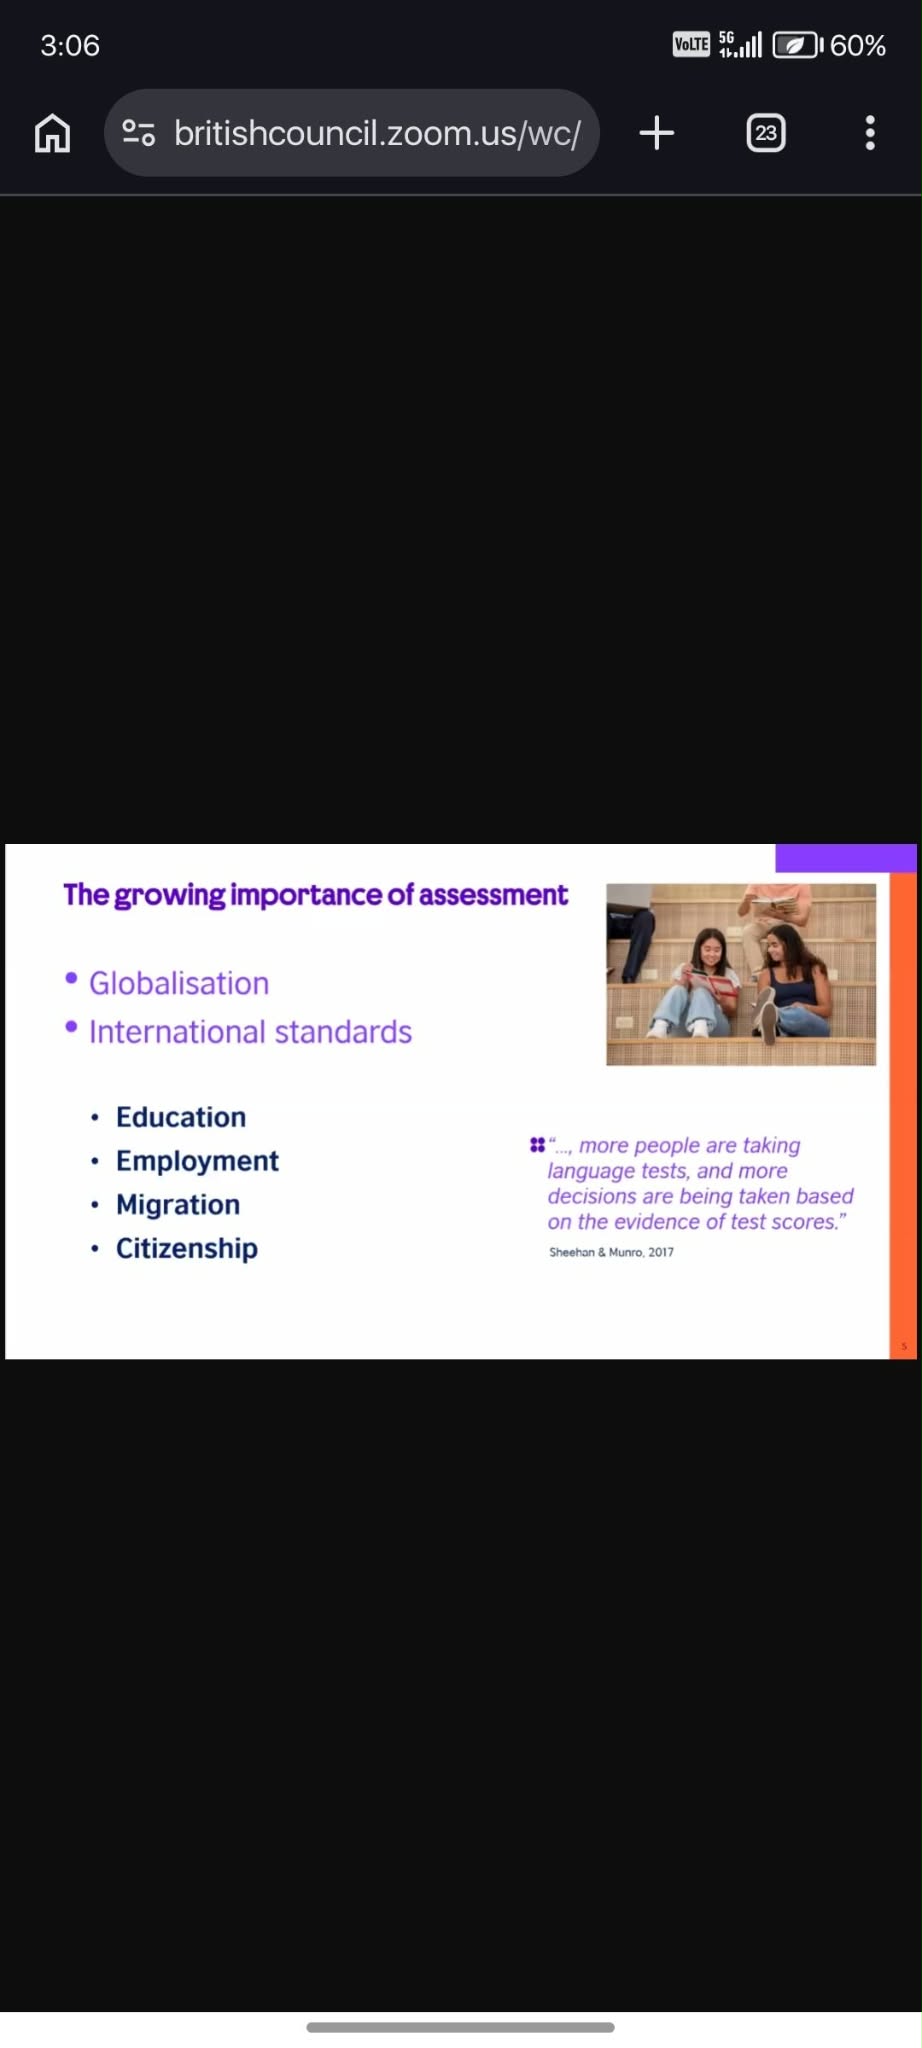 3:06
VoLTE 5G 60%
britishcouncil.zoom.us/wc/
23
The growing importance of assessment
• Globalisation
• International standards
• Education
• Employment
• Migration
• Citizenship
“..., more people are taking
language tests, and more
decisions are being taken based
on the evidence of test scores.”
Sheehan & Munro, 2017
5